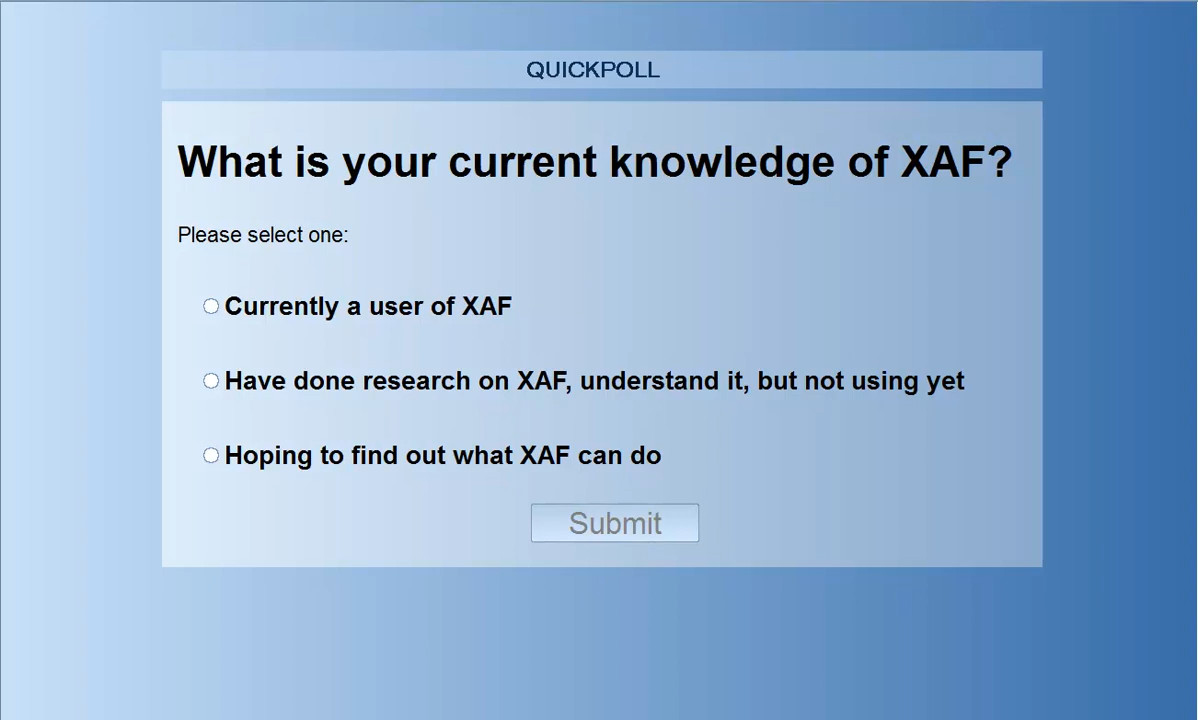 QUICKPOLL
What is your current knowledge of XAF?
Please select one:
Currently a user of XAF
Have done research on XAF, understand it, but not using yet
Hoping to find out what XAF can do
Submit